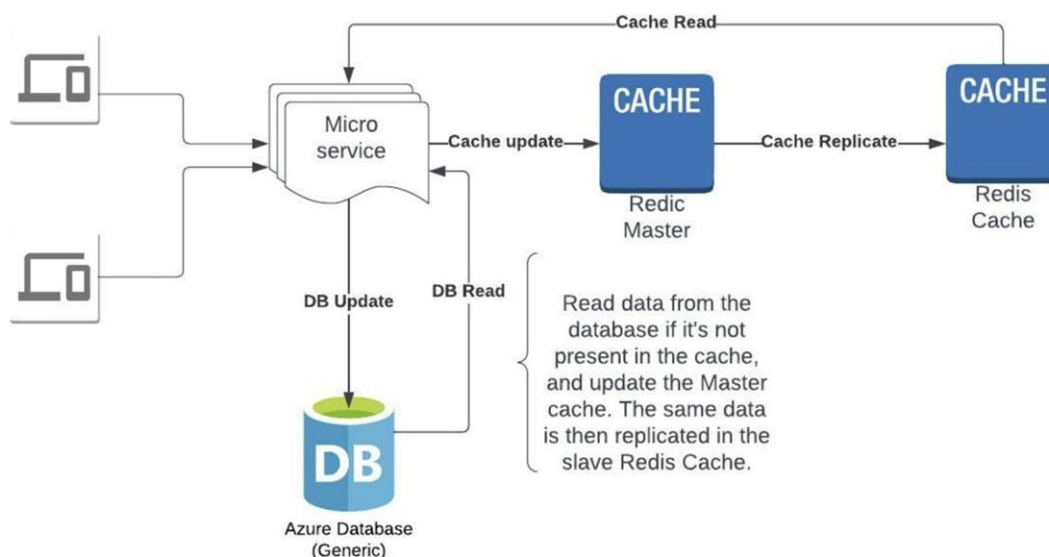 Cache Read
CACHE
CACHE
Micro
service
Cache update
Cache Replicate
Redic
Master
Redis
Cache
DB Update
DB Read
Read data from the
database if it's not
present in the cache,
and update the Master
cache. The same data
is then replicated in the
slave Redis Cache.
DB
Azure Database
(Generic)